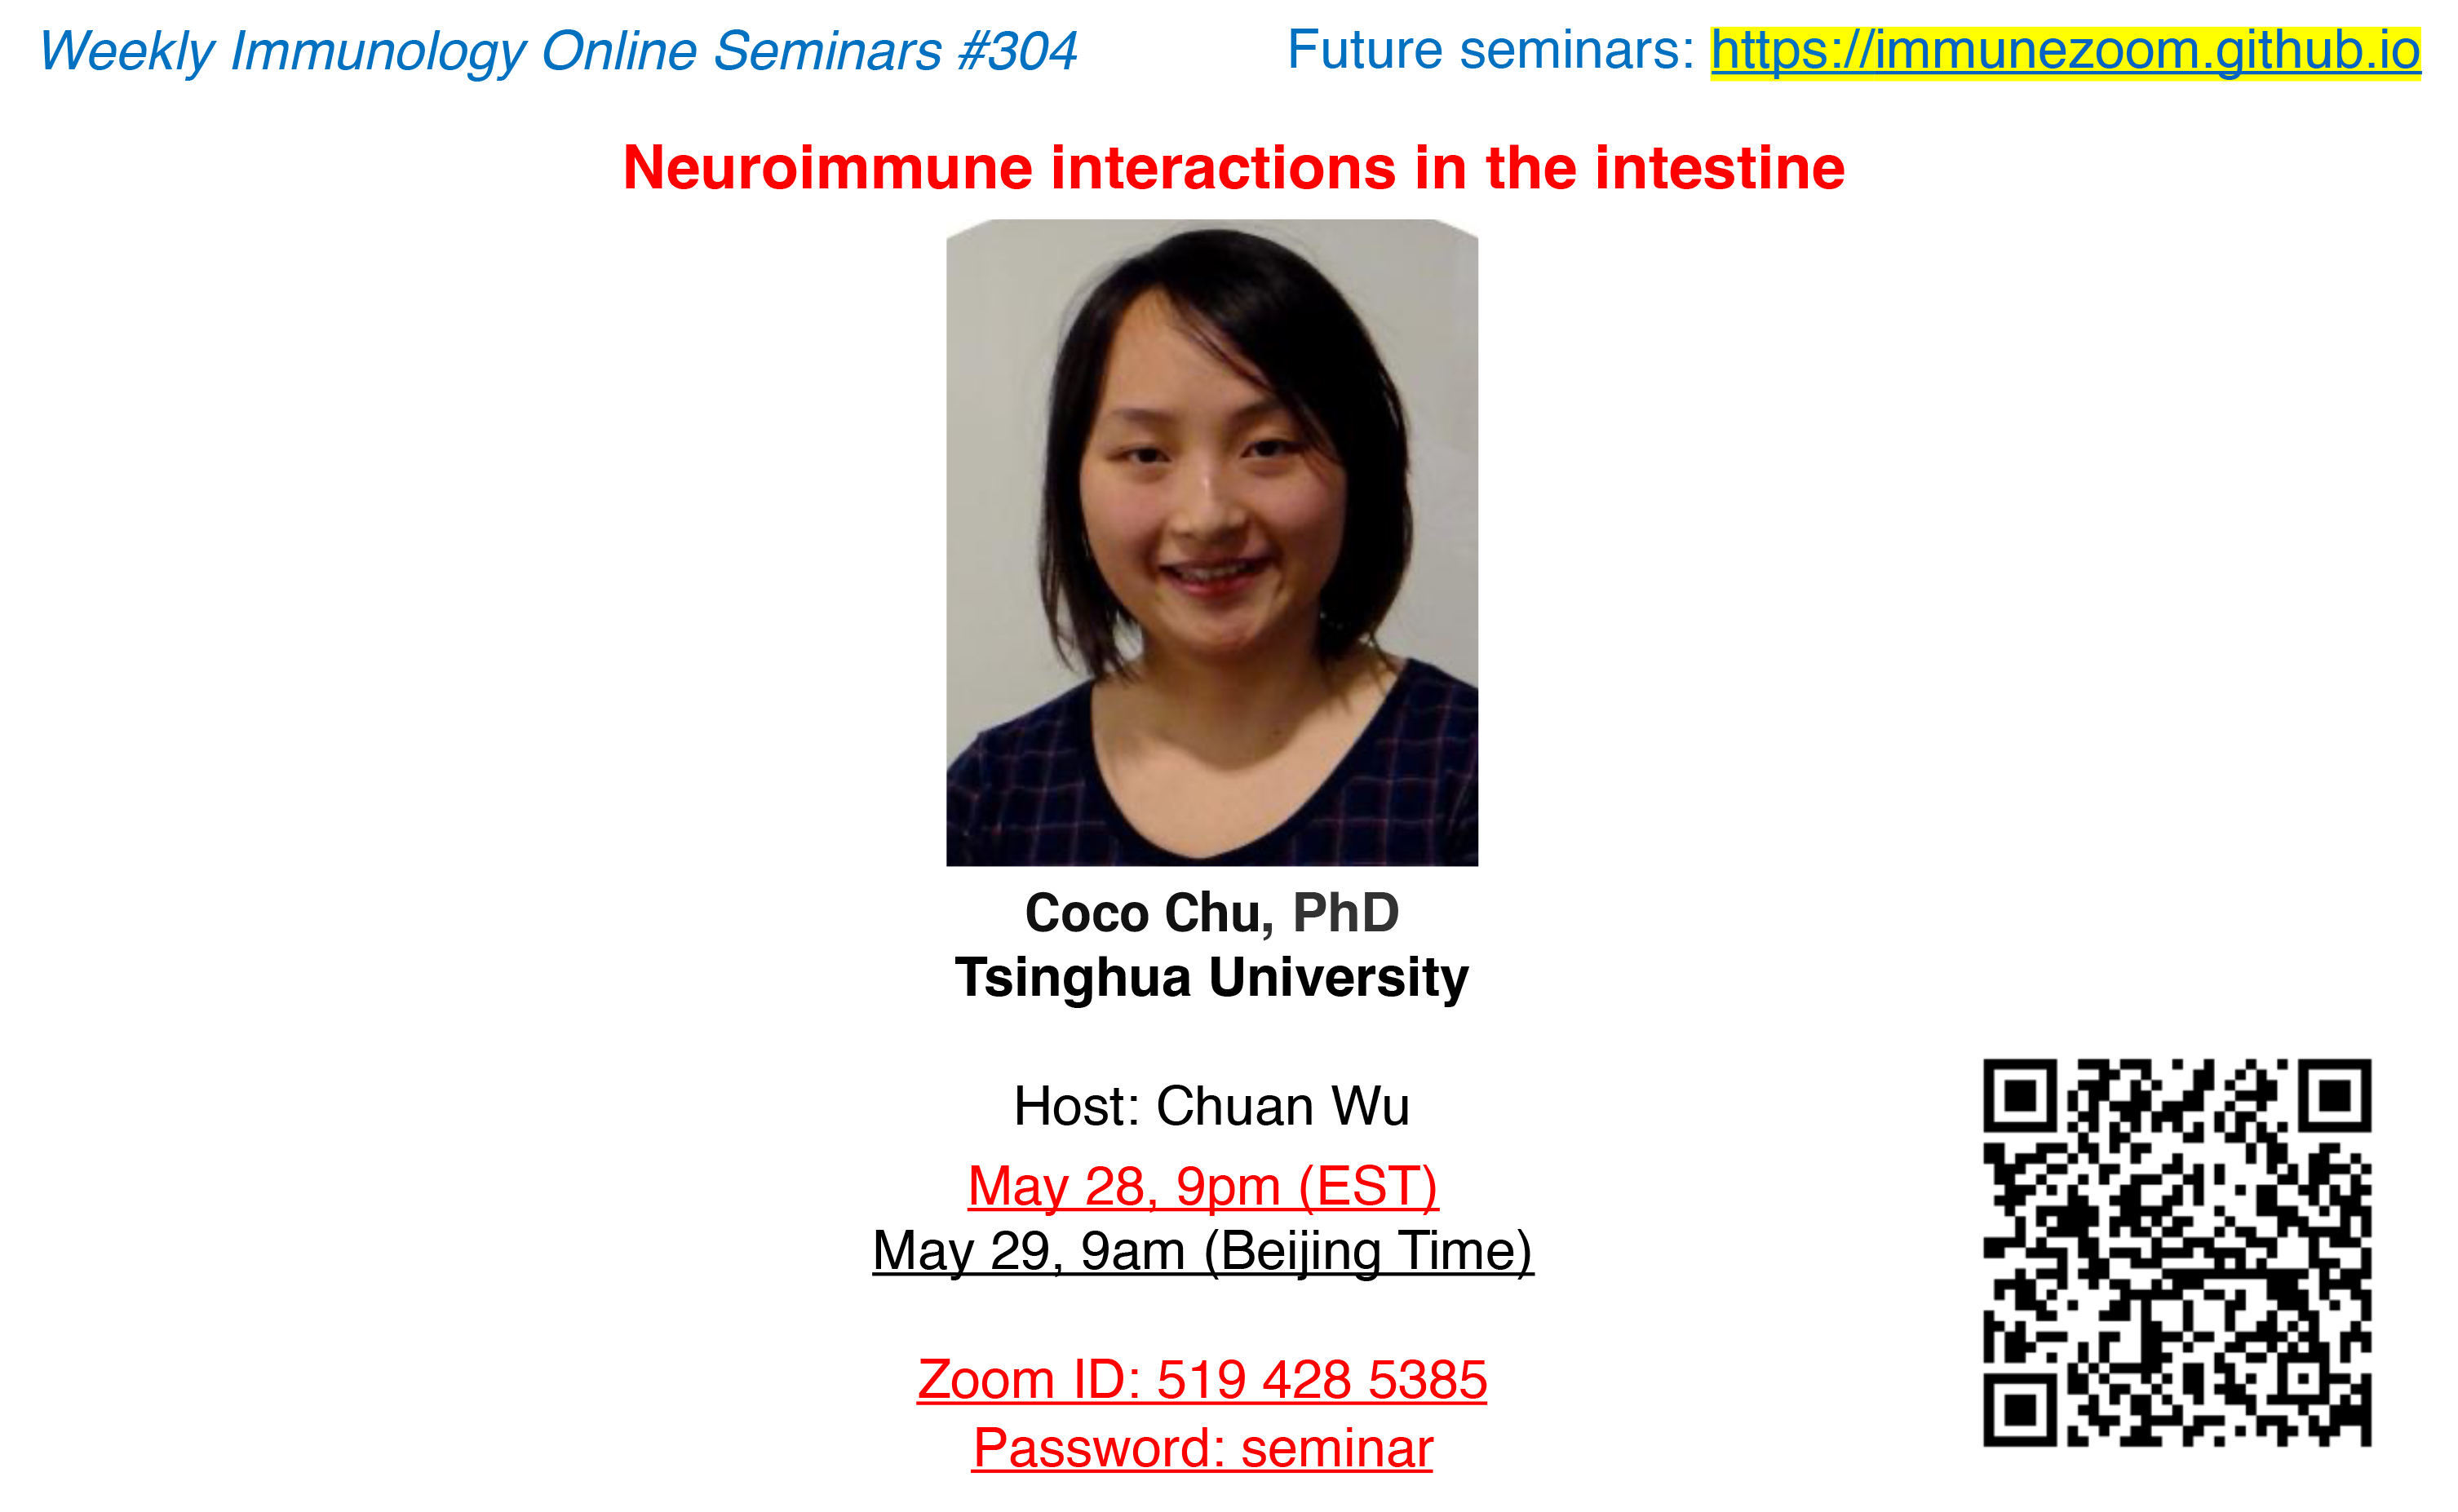 Weekly Immunology Online Seminars #304
Future seminars: https://immunezoom.github.io
Neuroimmune interactions in the intestine
Coco Chu, PhD
Tsinghua University
Host: Chuan Wu
May 28, 9pm (EST)
May 29, 9am (Beijing Time)
Zoom ID: 519 428 5385
Password: seminar